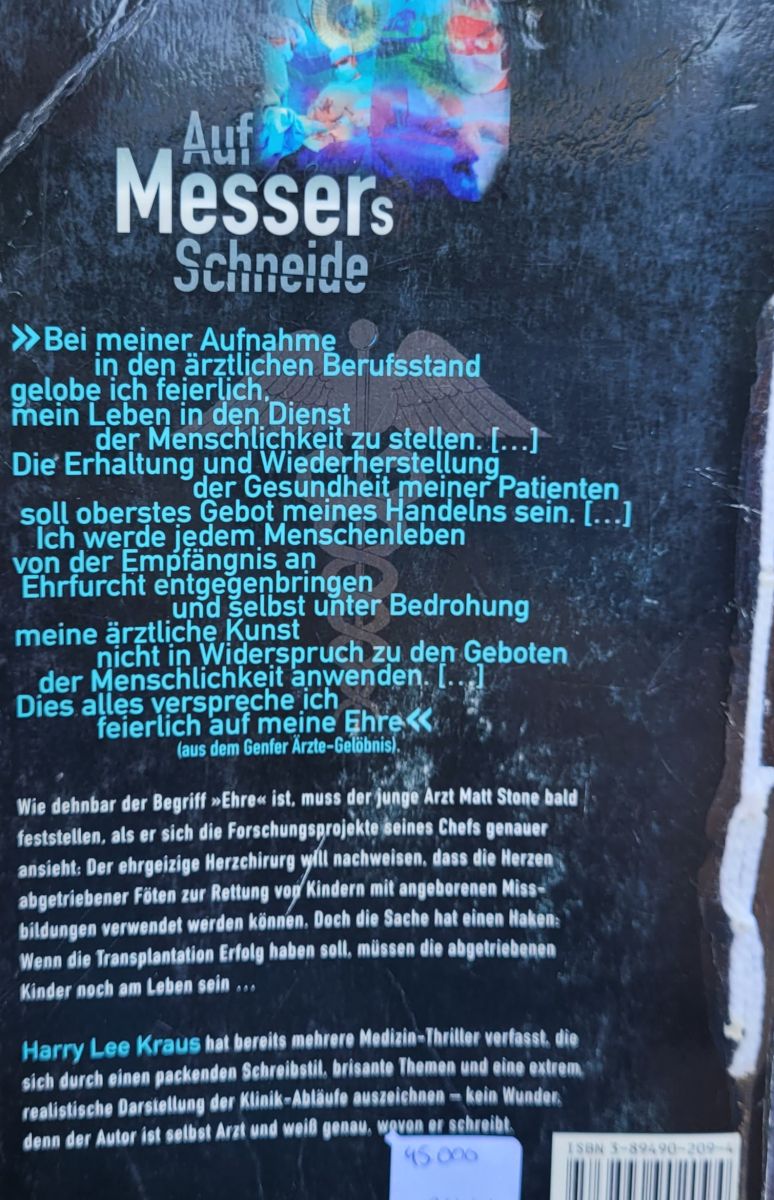 Auf
Messers
Schneide
»Bei meiner Aufnahme
in den ärztlichen Berufsstand
gelobe ich feierlich,
mein Leben in den Dienst
der Menschlichkeit zu stellen. [...]
Die Erhaltung und Wiederherstellung
der Gesundheit meiner Patienten
soll oberstes Gebot meines Handelns sein. [...]
Ich werde jedem Menschenleben
von der Empfängnis an
Ehrfurcht entgegenbringen
und selbst unter Bedrohung
meine ärztliche Kunst
nicht in Widerspruch zu den Geboten
der Menschlichkeit anwenden. [...]
Dies alles verspreche ich
feierlich auf meine Ehre«
(aus dem Genfer Ärzte-Gelöbnis).
Wie dehnbar der Begriff »Ehre« ist, muss der junge Arzt Matt Stone bald
feststellen, als er sich die Forschungsprojekte seines Chefs genauer
ansieht: Der ehrgeizige Herzchirurg will nachweisen, dass die Herzen
abgetriebener Föten zur Rettung von Kindern mit angeborenen Miss-
bildungen verwendet werden können. Doch die Sache hat einen Haken:
Wenn die Transplantation Erfolg haben soll, müssen die abgetriebenen
Kinder noch am Leben sein ...
Harry Lee Kraus hat bereits mehrere Medizin-Thriller verfasst, die
sich durch einen packenden Schreibstil, brisante Themen und eine extrem
realistische Darstellung der Klinik-Abläufe auszeichnen – kein Wunder,
denn der Autor ist selbst Arzt und weiß genau, wovon er schreibt.
45.000
ISBN 3-89490-209-4